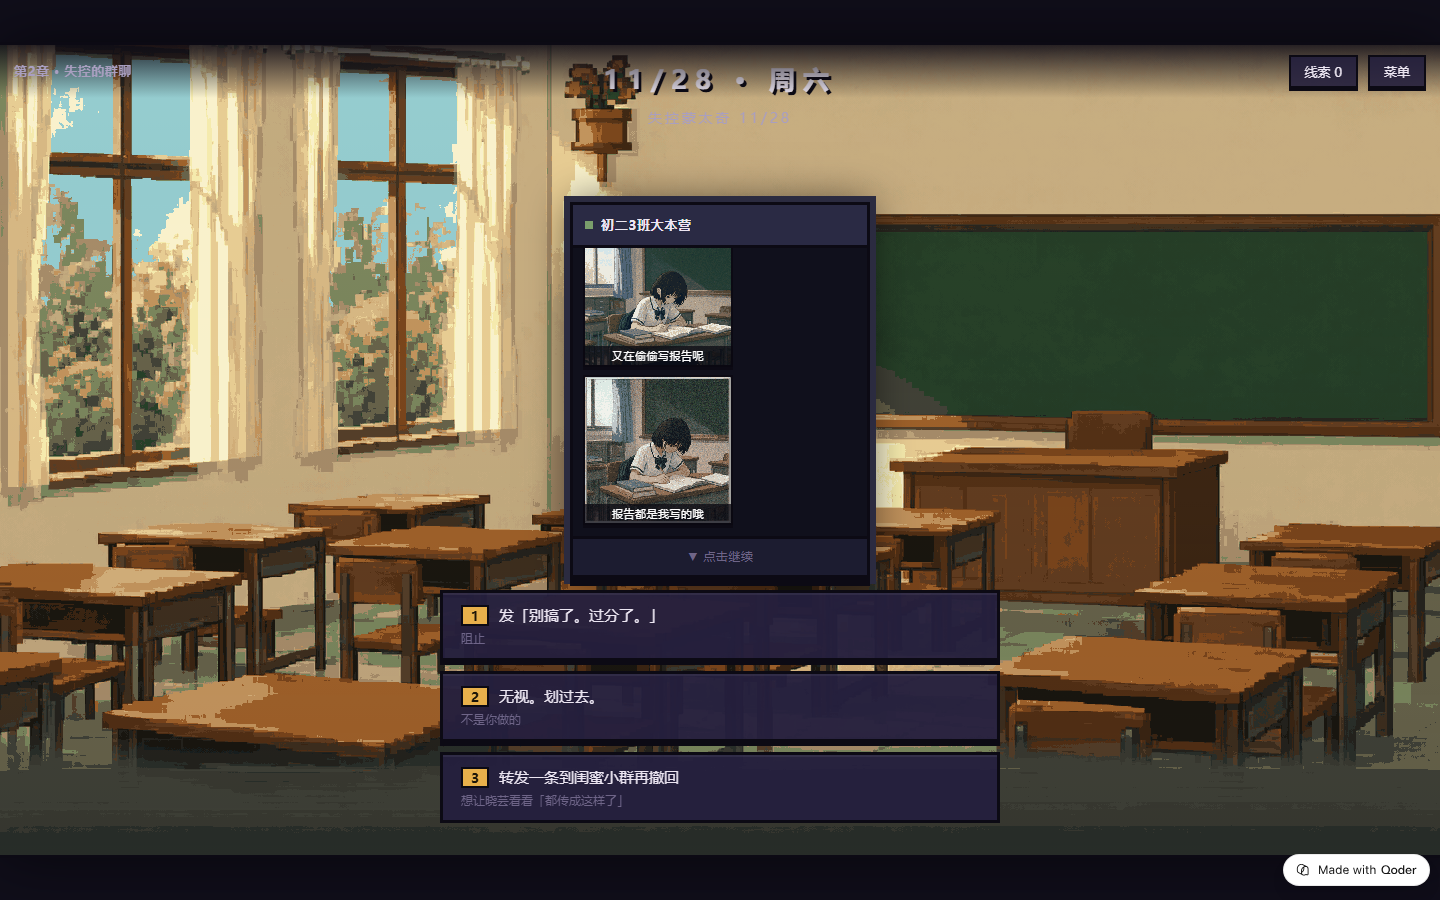 第2章 · 失控的群聊
11/28 · 周六
线索 0
菜单
初二3班大本营
又在偷偷写报告呢
报告都是我写的哦
▼ 点击继续
1 发「别搞了。过分了。」
阻止
2 无视。划过去。
不是你做的
3 转发一条到闺蜜小群再撤回
想让晓芸看看「都传成这样了」
Made with Qoder